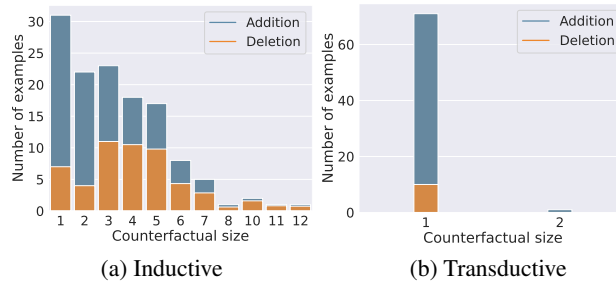 Number of examples
30
25
20
15
10
5
0
Addition
Deletion
1 2 3 4 5 6 7 8 10 11 12
Counterfactual size
(a) Inductive
Number of examples
60
40
20
0
Addition
Deletion
1 2
Counterfactual size
(b) Transductive